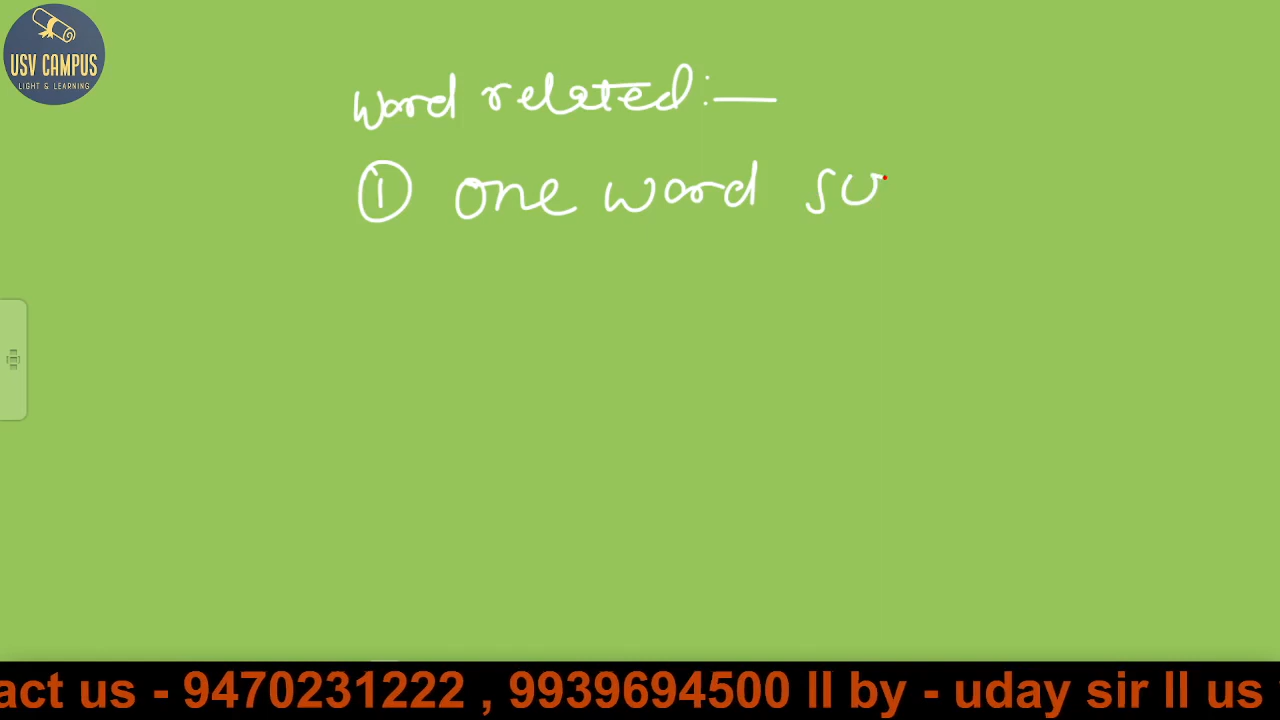 USV CAMPUS
LIGHT & LEARNING
word related :—
① one word su
act us - 9470231222 , 9939694500 ll by - uday sir ll us